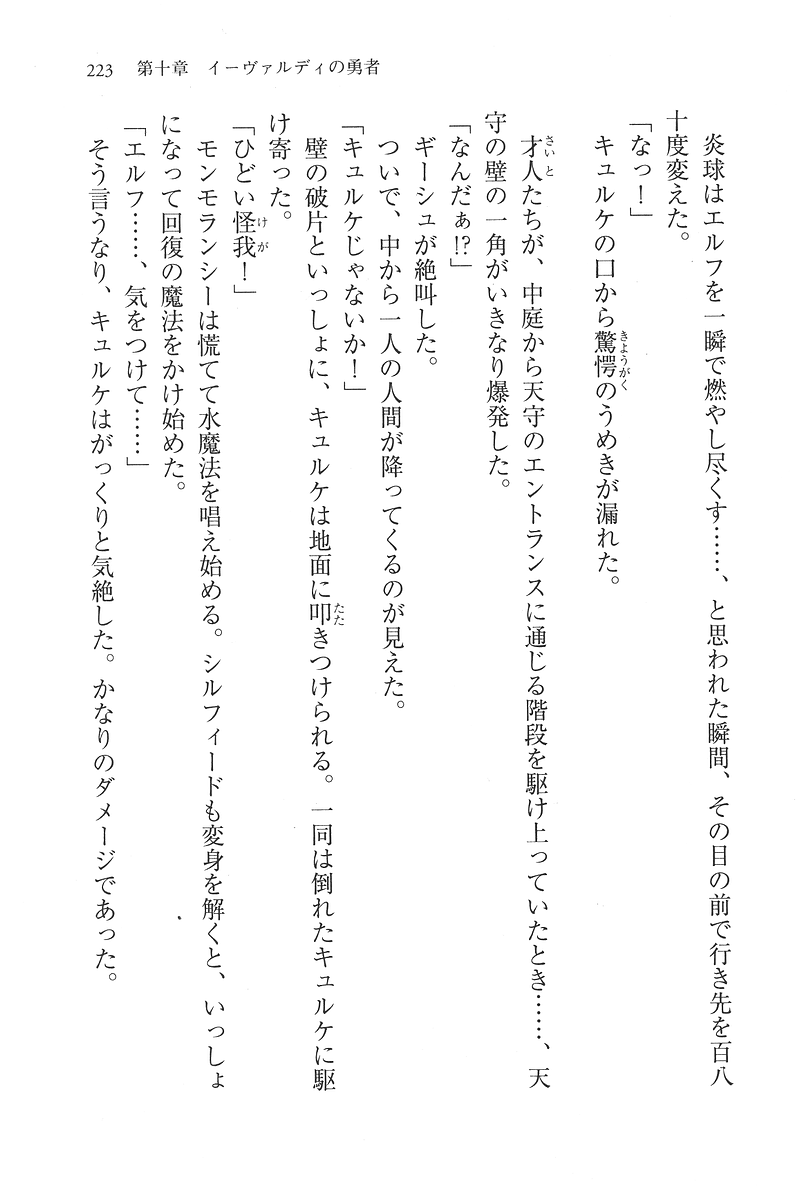 223　第十章　イーヴァルディの勇者
　炎球はエルフを一瞬で燃やし尽くす……、と思われた瞬間、その目の前で行き先を百八
十度変えた。
「なっ！」
　キュルケの口から驚愕のうめきが漏れた。
　才人たちが、中庭から天守のエントランスに通じる階段を駆け上っていたとき……、天
守の壁の一角がいきなり爆発した。
「なんだぁ!?」
　ギーシュが絶叫した。
　ついで、中から一人の人間が降ってくるのが見えた。
「キュルケじゃないか！」
　壁の破片といっしょに、キュルケは地面に叩きつけられる。一同は倒れたキュルケに駆
け寄った。
「ひどい怪我！」
　モンモランシーは慌てて水魔法を唱え始める。シルフィードも変身を解くと、いっしょ
になって回復の魔法をかけ始めた。
「エルフ……、気をつけて……」
　そう言うなり、キュルケはがっくりと気絶した。かなりのダメージであった。
きょうがく
さいと
たた
けが